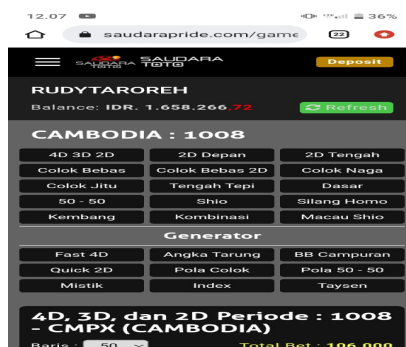 12.07 36%
saudarapride.com/game 22
SAUDARA TOTO SAUDARA TOTO Deposit
RUDYTAROREH
Balance: IDR. 1.658.266,72 Refresh
CAMBODIA : 1008
4D 3D 2D 2D Depan 2D Tengah
Colok Bebas Colok Bebas 2D Colok Naga
Colok Jitu Tengah Tepi Dasar
50 - 50 Shio Silang Homo
Kembang Kombinasi Macau Shio
Generator
Fast 4D Angka Tarung BB Campuran
Quick 2D Pola Colok Pola 50 - 50
Mistik Index Taysen
4D, 3D, dan 2D Periode : 1008
- CMPX (CAMBODIA)
Baris : 50 Total Bet : 106.000